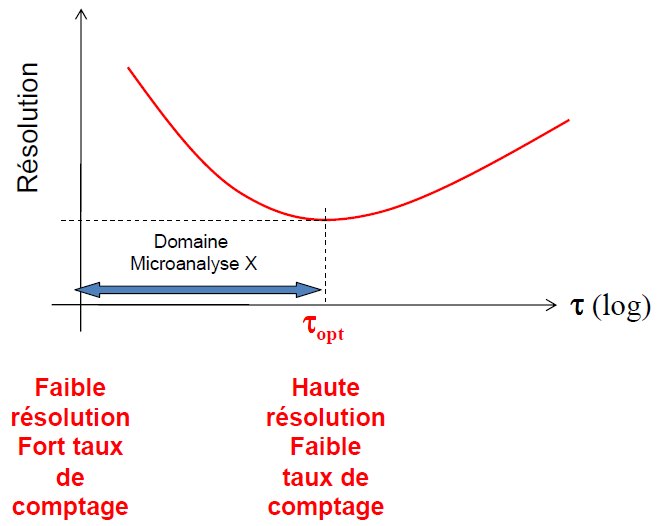 Résolution
Domaine
Microanalyse X
τ (log)
τopt
Faible
résolution
Fort taux
de
comptage
Haute
résolution
Faible
taux de
comptage